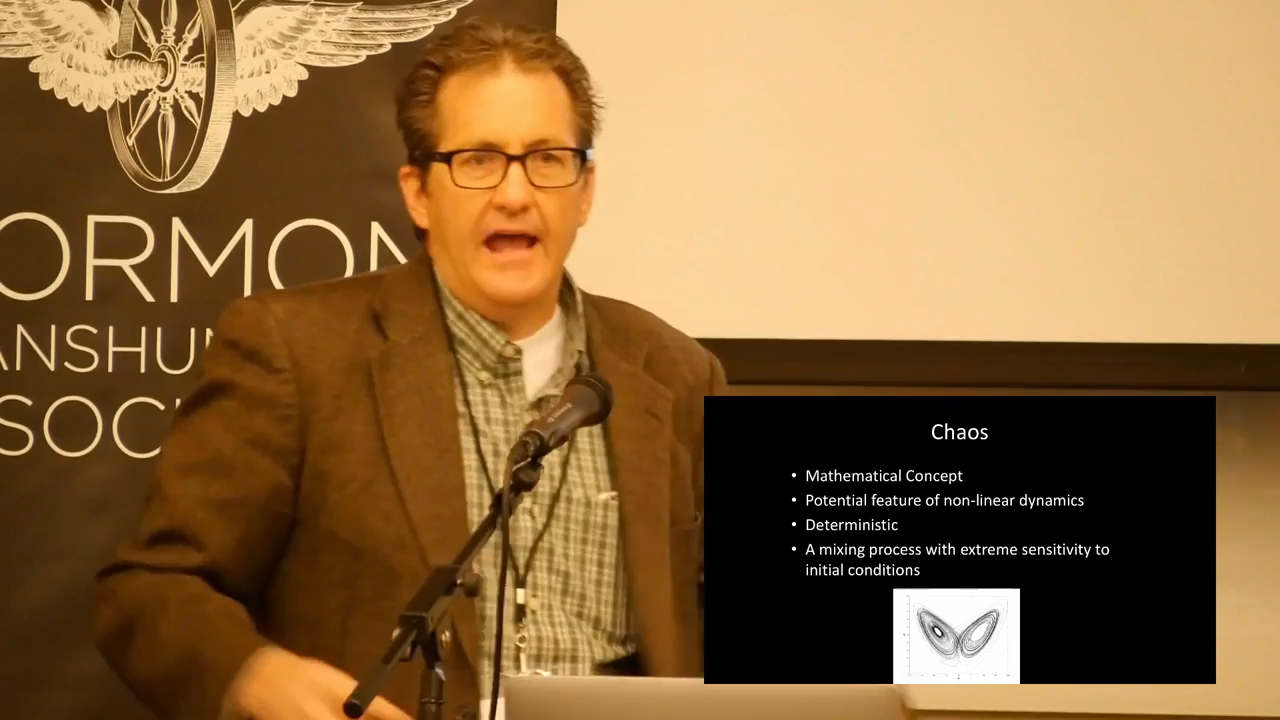 ORMON
ANSHU
SOCI
Chaos
• Mathematical Concept
• Potential feature of non-linear dynamics
• Deterministic
• A mixing process with extreme sensitivity to
initial conditions